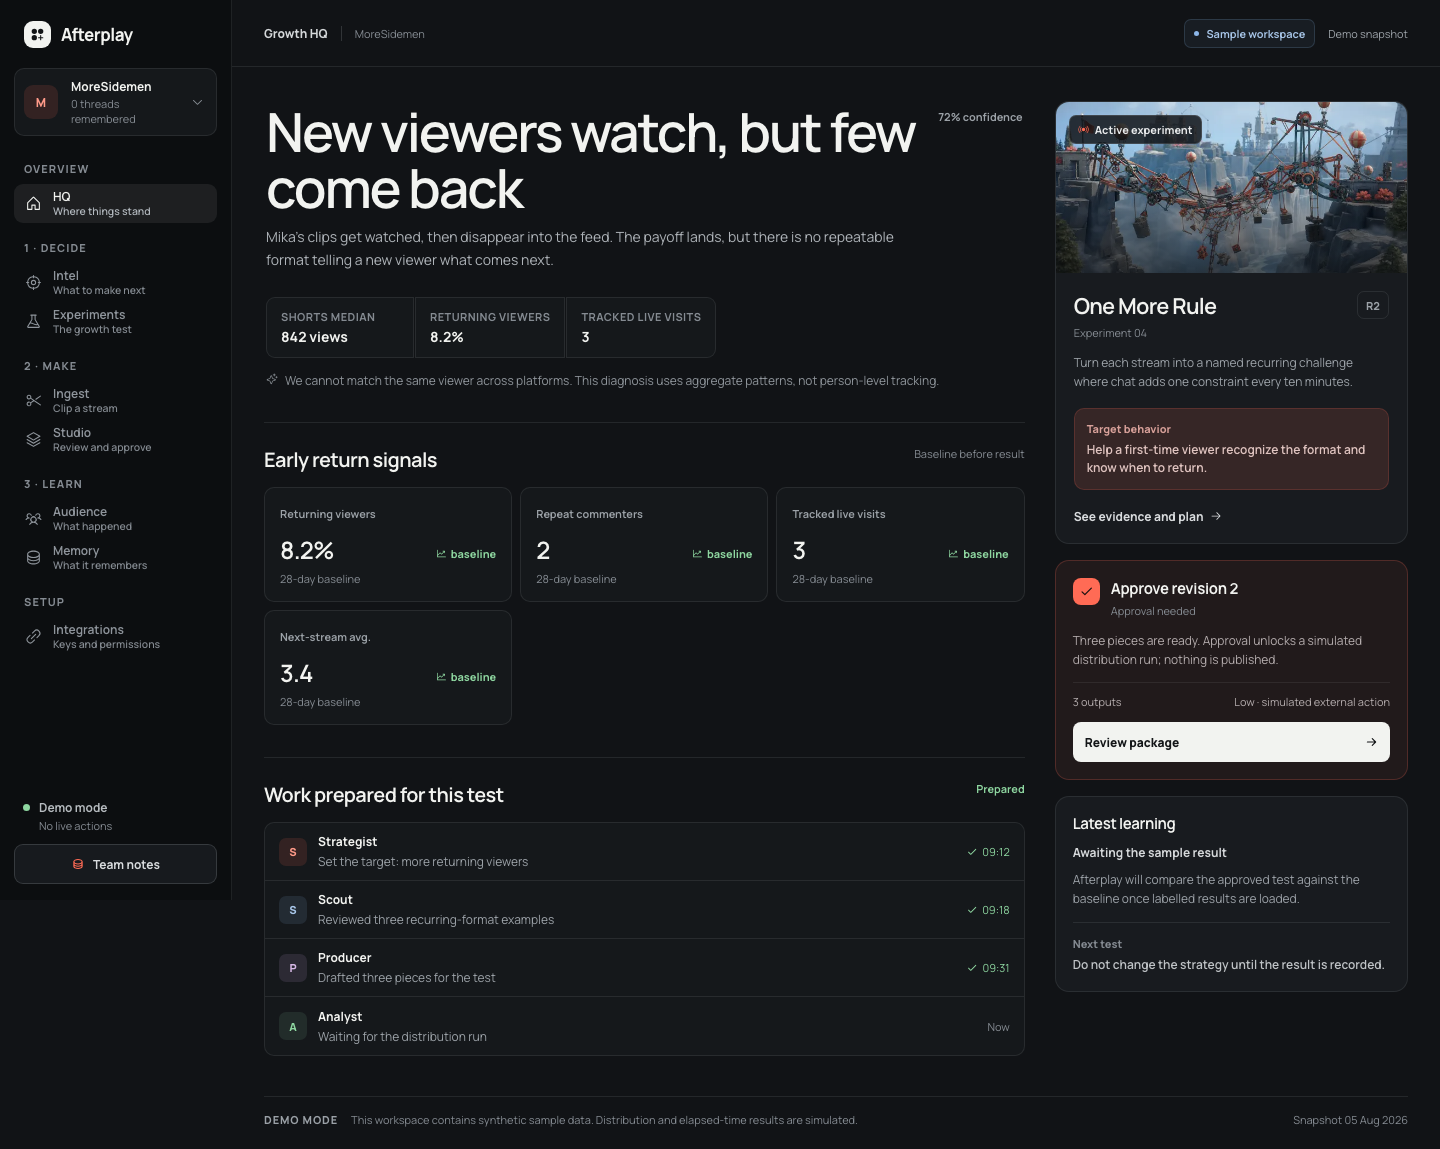 Afterplay
M
MoreSidemen
0 threads
remembered
OVERVIEW
HQ
Where things stand
1 · DECIDE
Intel
What to make next
Experiments
The growth test
2 · MAKE
Ingest
Clip a stream
Studio
Review and approve
3 · LEARN
Audience
What happened
Memory
What it remembers
SETUP
Integrations
Keys and permissions
Demo mode
No live actions
Team notes
Growth HQ
MoreSidemen
Sample workspace
Demo snapshot
New viewers watch, but few
come back
72% confidence
Mika's clips get watched, then disappear into the feed. The payoff lands, but there is no repeatable
format telling a new viewer what comes next.
SHORTS MEDIAN
842 views
RETURNING VIEWERS
8.2%
TRACKED LIVE VISITS
3
We cannot match the same viewer across platforms. This diagnosis uses aggregate patterns, not person-level tracking.
Early return signals
Baseline before result
Returning viewers
8.2%
baseline
28-day baseline
Repeat commenters
2
baseline
28-day baseline
Tracked live visits
3
baseline
28-day baseline
Next-stream avg.
3.4
baseline
28-day baseline
Work prepared for this test
Prepared
S
Strategist
Set the target: more returning viewers
09:12
S
Scout
Reviewed three recurring-format examples
09:18
P
Producer
Drafted three pieces for the test
09:31
A
Analyst
Waiting for the distribution run
Now
Active experiment
One More Rule
R2
Experiment 04
Turn each stream into a named recurring challenge
where chat adds one constraint every ten minutes.
Target behavior
Help a first-time viewer recognize the format and
know when to return.
See evidence and plan
Approve revision 2
Approval needed
Three pieces are ready. Approval unlocks a simulated
distribution run; nothing is published.
3 outputs
Low · simulated external action
Review package
Latest learning
Awaiting the sample result
Afterplay will compare the approved test against the
baseline once labelled results are loaded.
Next test
Do not change the strategy until the result is recorded.
DEMO MODE
This workspace contains synthetic sample data. Distribution and elapsed-time results are simulated.
Snapshot 05 Aug 2026